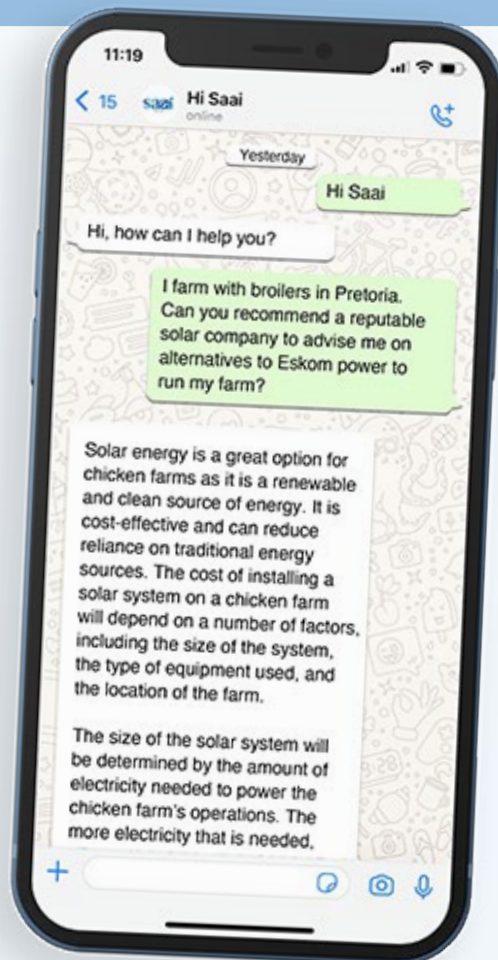 11:19
15
saai
Hi Saai
online
Yesterday
Hi Saai
Hi, how can I help you?
I farm with broilers in Pretoria.
Can you recommend a reputable
solar company to advise me on
alternatives to Eskom power to
run my farm?
Solar energy is a great option for
chicken farms as it is a renewable
and clean source of energy. It is
cost-effective and can reduce
reliance on traditional energy
sources. The cost of installing a
solar system on a chicken farm
will depend on a number of factors,
including the size of the system,
the type of equipment used, and
the location of the farm.
The size of the solar system will
be determined by the amount of
electricity needed to power the
chicken farm's operations. The
more electricity that is needed,